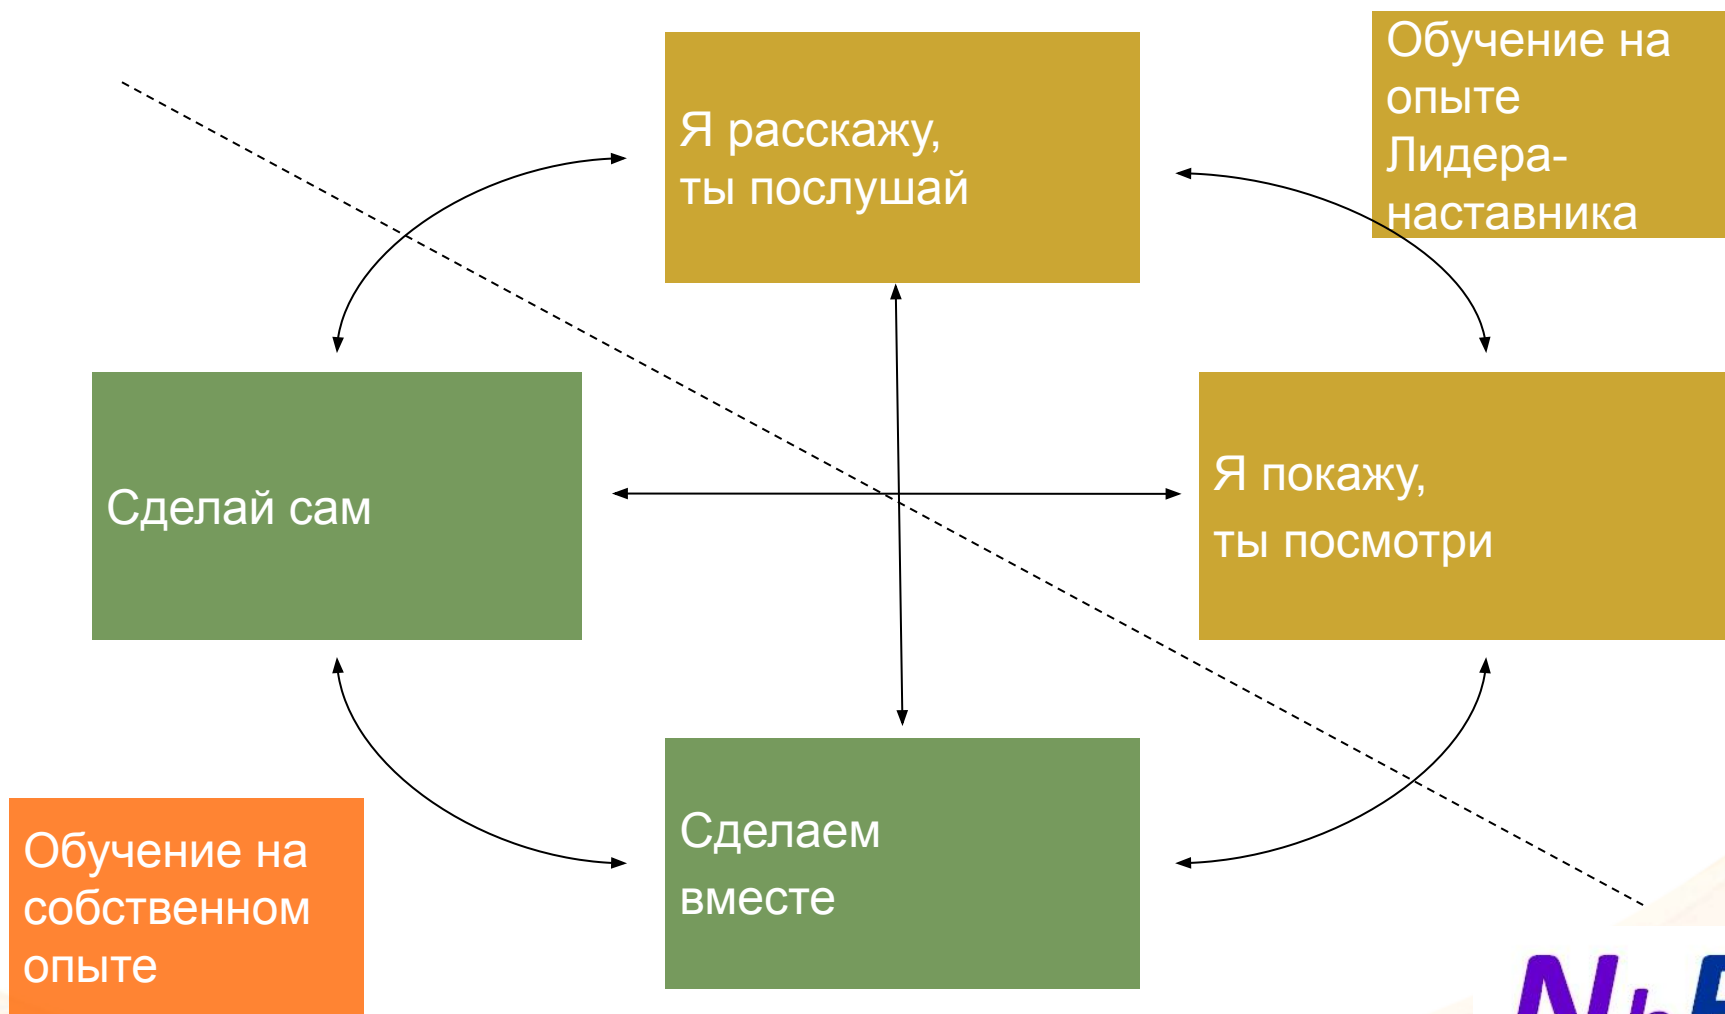 Я расскажу,
ты послушай
Обучение на
опыте
Лидера-
наставника
Сделай сам
Я покажу,
ты посмотри
Сделаем
вместе
Обучение на
собственном
опыте